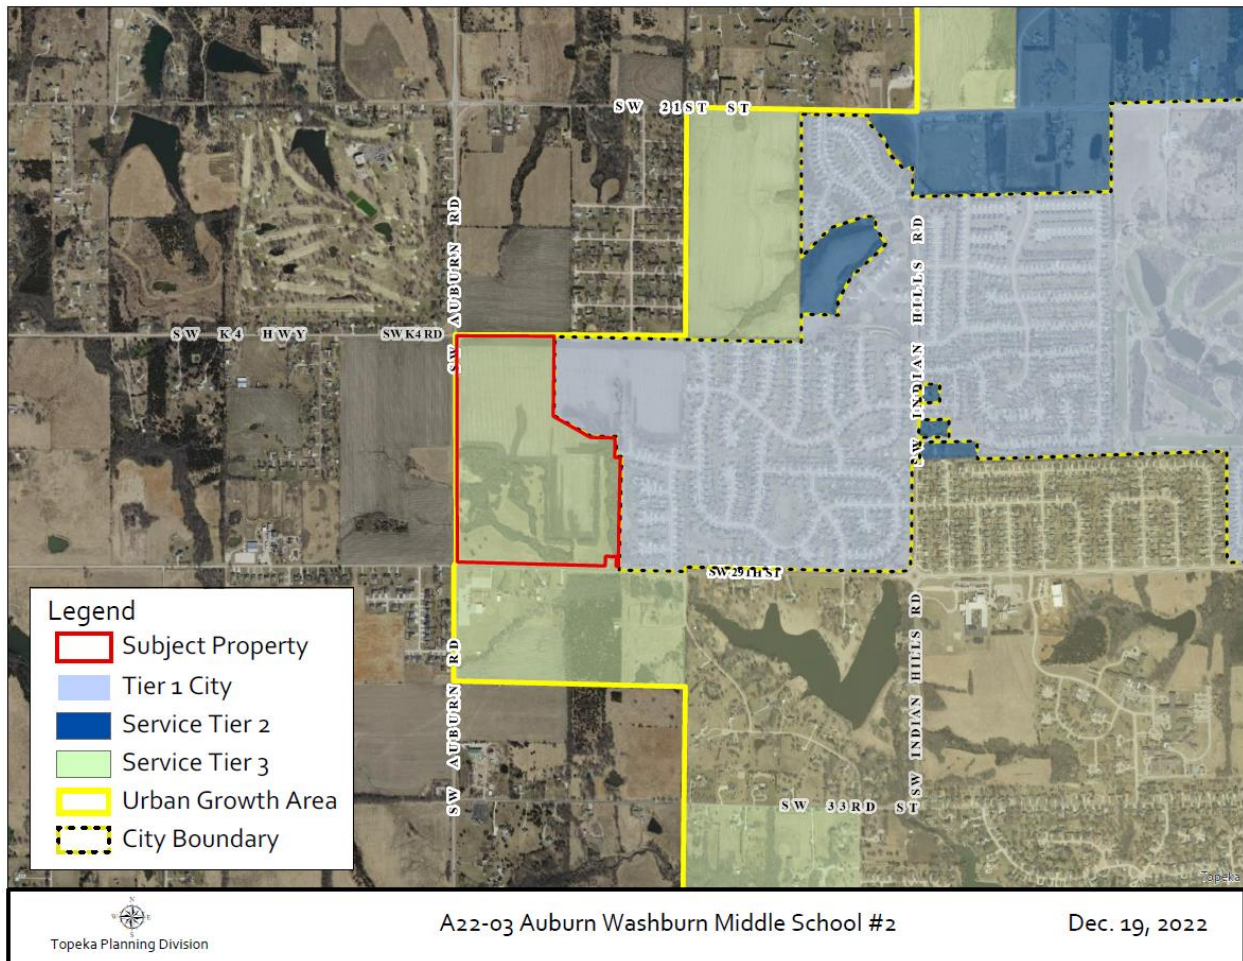 SW 21ST ST
SW AUBURN RD
SW INDIAN HILLS RD
SW K4 HWY
SW K4 RD
SW 29TH ST
Legend
Subject Property
Tier 1 City
Service Tier 2
Service Tier 3
Urban Growth Area
City Boundary
SW AUBURN RD
SW INDIAN HILLS RD
SW 33RD ST
Topeka
N
W E
S
Topeka Planning Division
A22-03 Auburn Washburn Middle School #2
Dec. 19, 2022